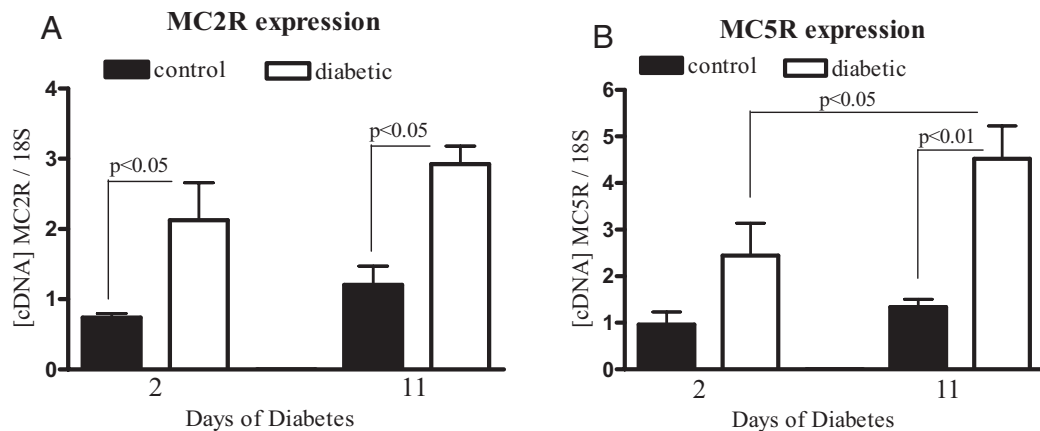 A
MC2R expression
control
diabetic
[cDNA] MC2R / 18S
4
3
2
1
0
p<0.05
p<0.05
2
11
Days of Diabetes
B
MC5R expression
control
diabetic
[cDNA] MC5R / 18S
6
5
4
3
2
1
0
p<0.05
p<0.01
2
11
Days of Diabetes